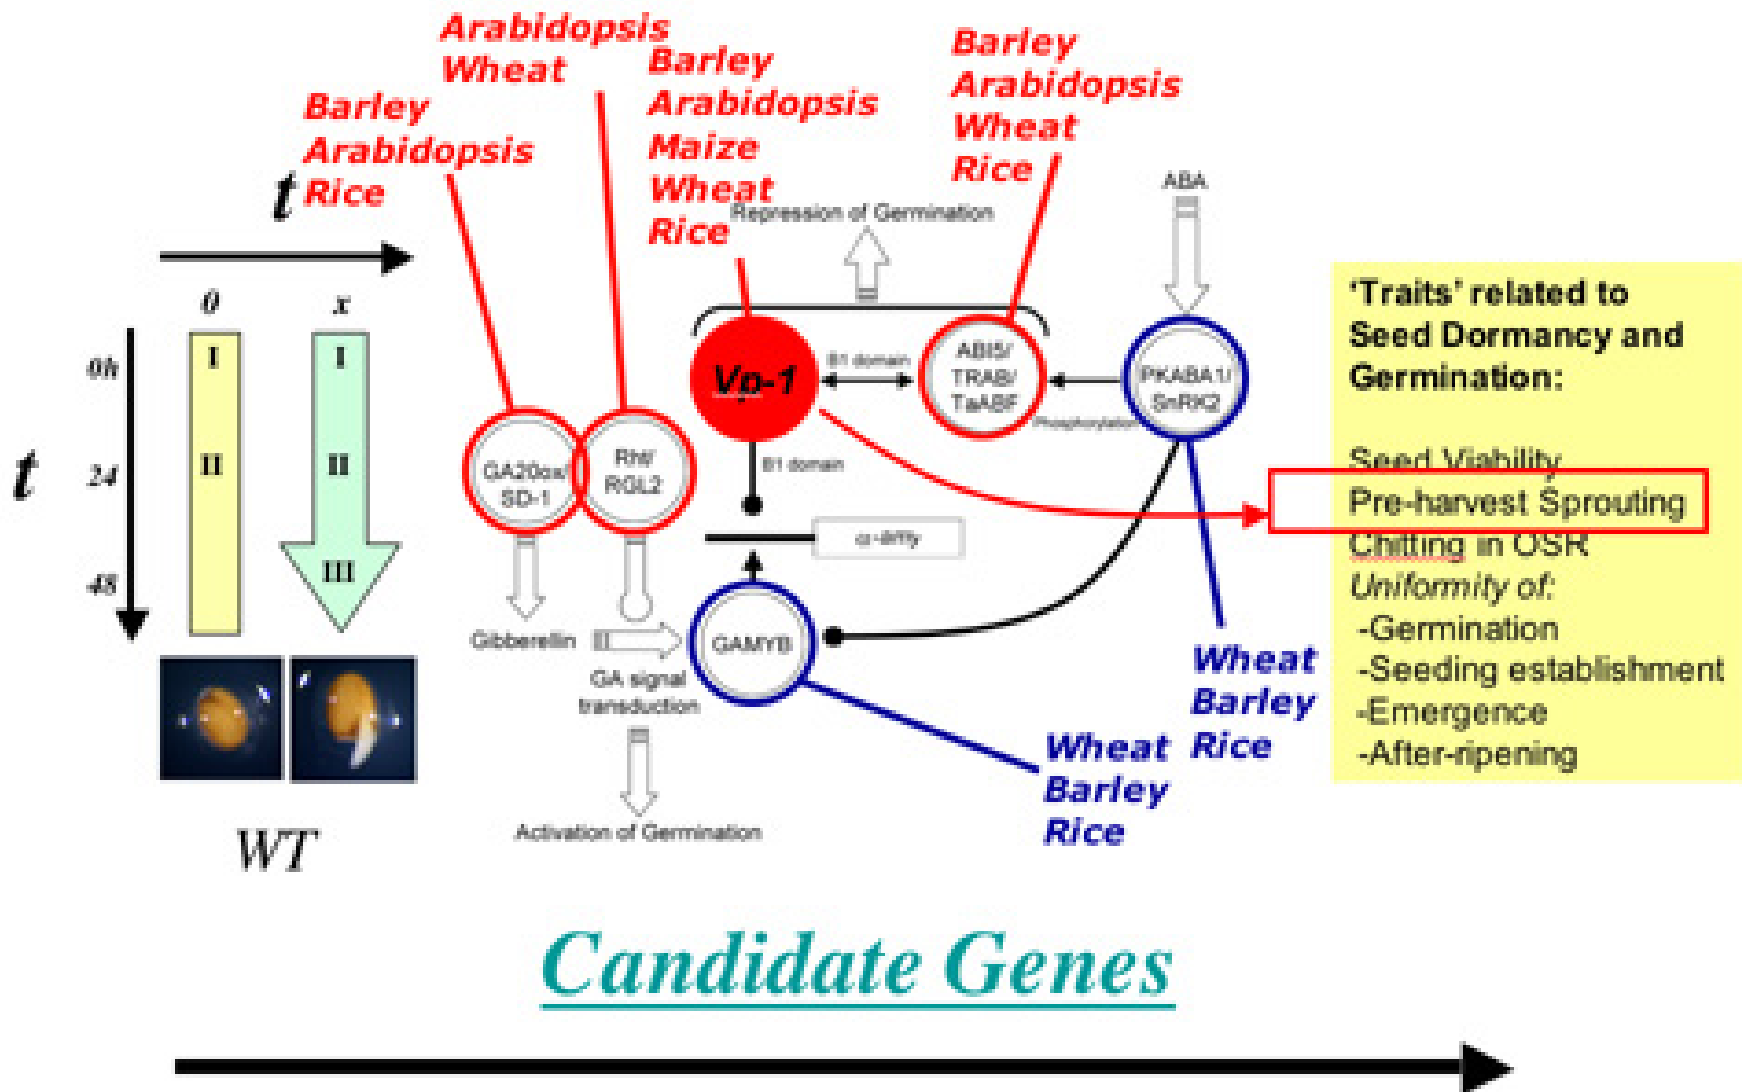 Arabidopsis
Wheat
Barley
Arabidopsis
Rice
Barley
Arabidopsis
Maize
Wheat
Rice
Barley
Arabidopsis
Wheat
Rice
t
0
x
0h
24
48
t
I
II
I
II
III
WT
ABA
Repression of Germination
Vp-1
B1 domain
ABI5/
TRAB/
TaABF
PKABA1/
SnRK2
Phosphorylation
GA20ox/
SD-1
Rht/
RGL2
B1 domain
α-amy
Gibberellin
GA signal
transduction
GAMYB
Activation of Germination
Wheat
Barley
Rice
Wheat
Barley
Rice
'Traits' related to
Seed Dormancy and
Germination:
Seed Viability
Pre-harvest Sprouting
Chitting in OSR
Uniformity of:
-Germination
-Seeding establishment
-Emergence
-After-ripening
Candidate Genes